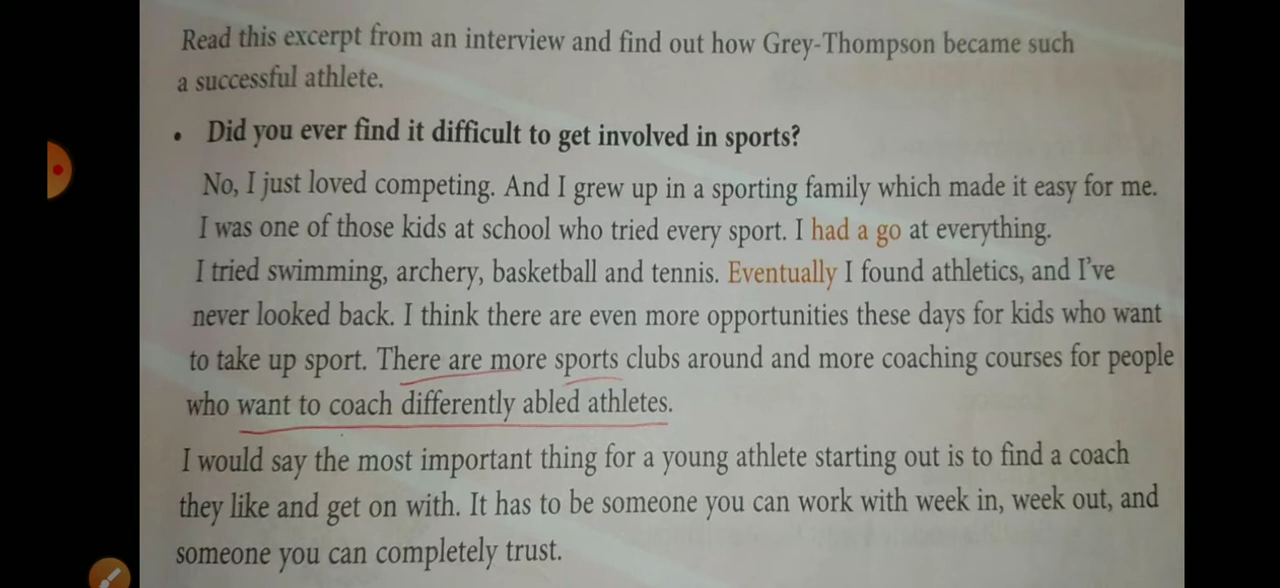 Read this excerpt from an interview and find out how Grey-Thompson became such
a successful athlete.
• Did you ever find it difficult to get involved in sports?
No, I just loved competing. And I grew up in a sporting family which made it easy for me.
I was one of those kids at school who tried every sport. I had a go at everything.
I tried swimming, archery, basketball and tennis. Eventually I found athletics, and I've
never looked back. I think there are even more opportunities these days for kids who want
to take up sport. There are more sports clubs around and more coaching courses for people
who want to coach differently abled athletes.
I would say the most important thing for a young athlete starting out is to find a coach
they like and get on with. It has to be someone you can work with week in, week out, and
someone you can completely trust.